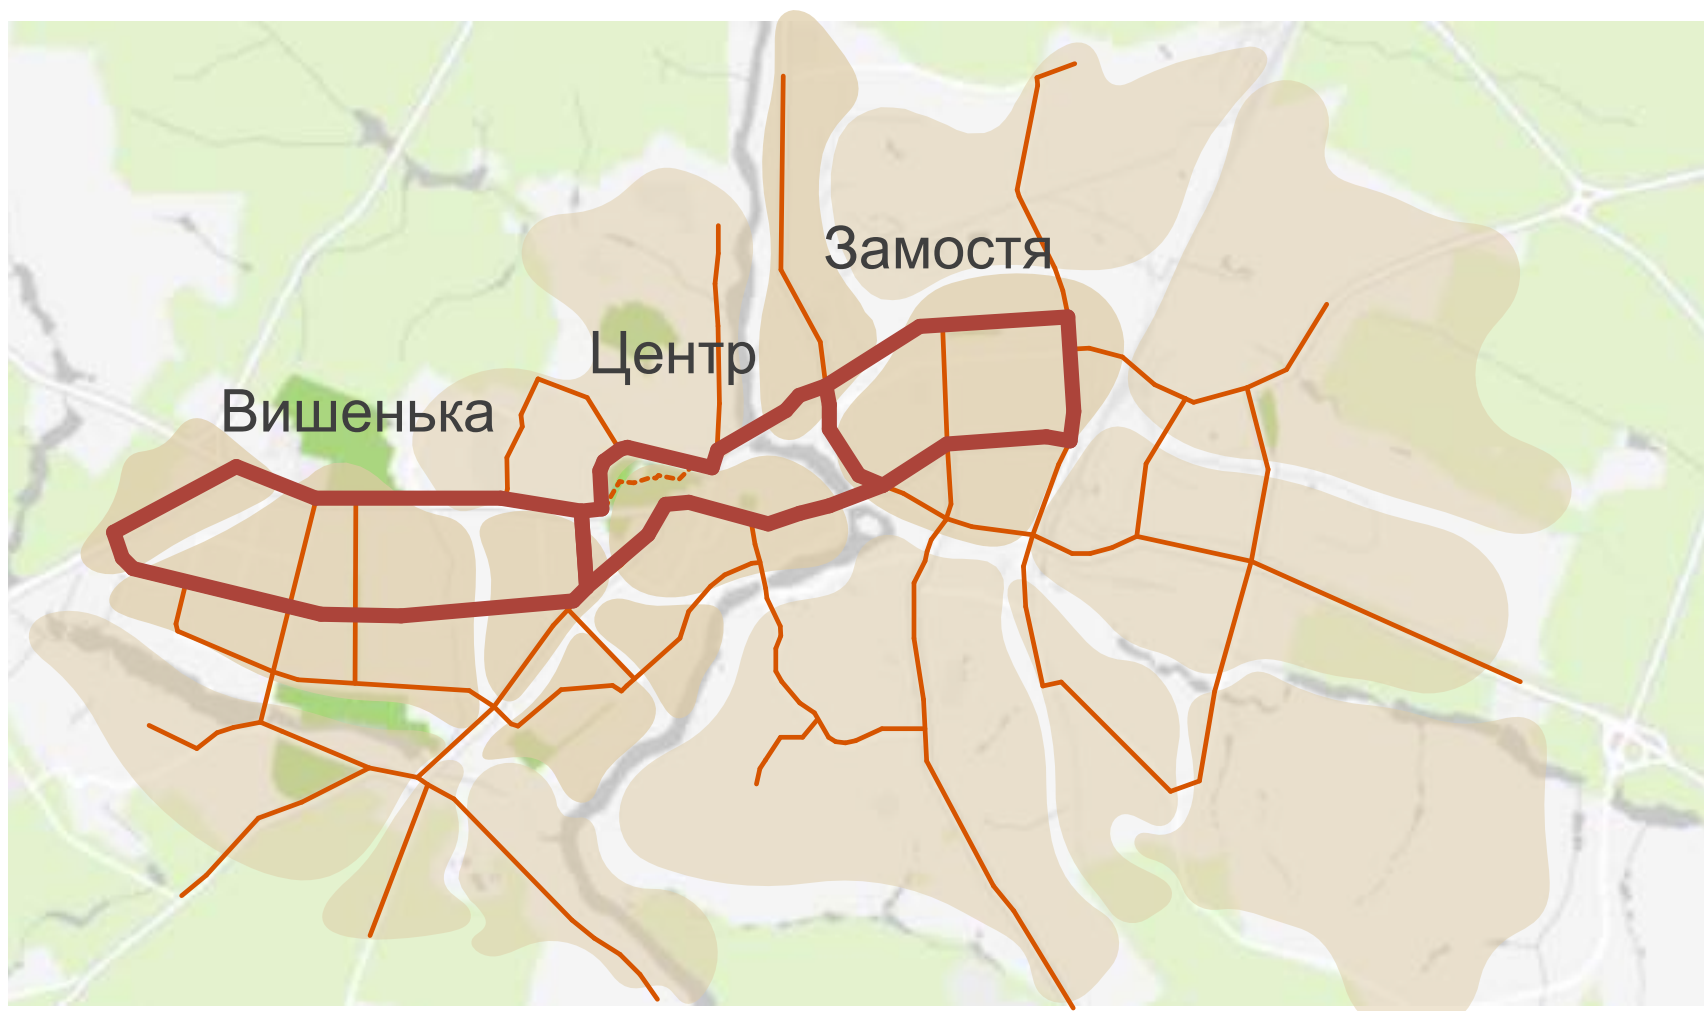 Замостя
Центр
Вишенька